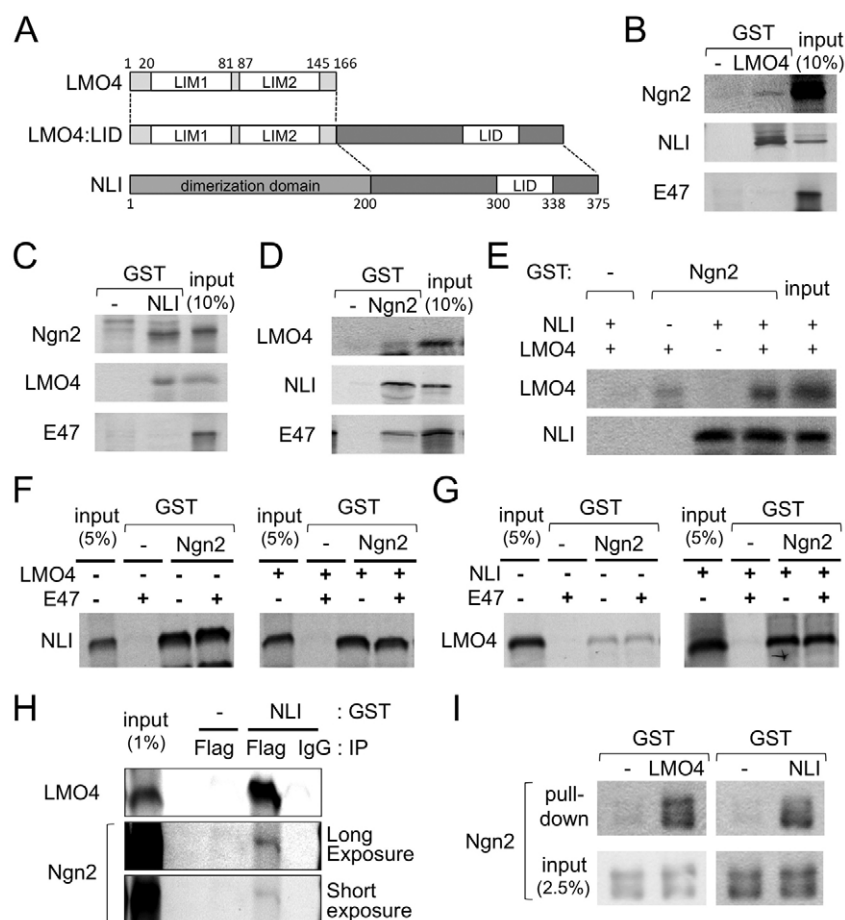 A
1 20 81 87 145 166
LMO4 LIM1 LIM2
LMO4:LID LIM1 LIM2 LID
NLI dimerization domain LID
1 200 300 338 375
B
GST input
- LMO4 (10%)
Ngn2
NLI
E47
C
GST input
- NLI (10%)
Ngn2
LMO4
E47
D
GST input
- Ngn2 (10%)
LMO4
NLI
E47
E
GST: - Ngn2 input
NLI + - + + +
LMO4 + + - + +
LMO4
NLI
F
input GST input GST
(5%) - Ngn2 (5%) - Ngn2
LMO4 - - - - + + + +
E47 - + - + - + - +
NLI
G
input GST input GST
(5%) - Ngn2 (5%) - Ngn2
NLI - - - - + + + +
E47 - + - + - + - +
LMO4
H
input - NLI : GST
(1%) Flag Flag IgG : IP
LMO4
Ngn2
Long
Exposure
Short
exposure
I
GST GST
- LMO4 - NLI
Ngn2
pull-
down
input
(2.5%)